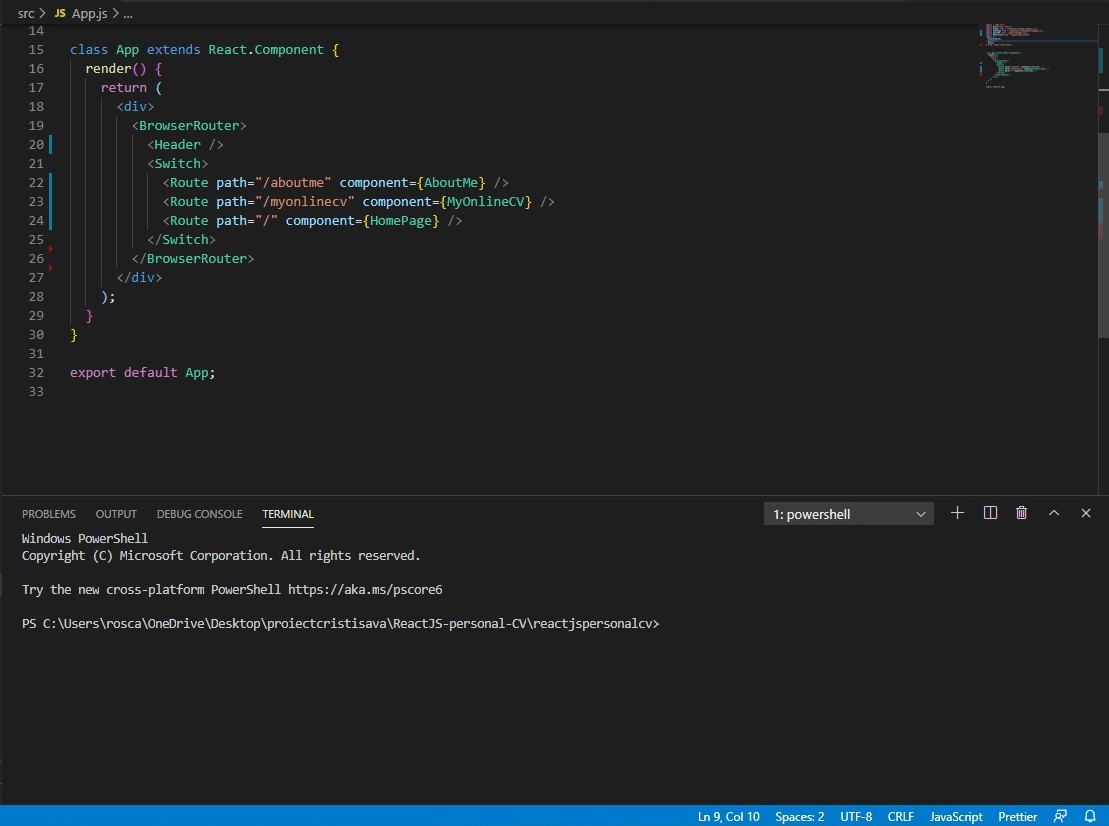 src > JS App.js > ...
14
15 class App extends React.Component {
16 render() {
17 return (
18 <div>
19 <BrowserRouter>
20 <Header />
21 <Switch>
22 <Route path="/aboutme" component={AboutMe} />
23 <Route path="/myonlinecv" component={MyOnlineCV} />
24 <Route path="/" component={HomePage} />
25 </Switch>
26 </BrowserRouter>
27 </div>
28 );
29 }
30 }
31
32 export default App;
33
PROBLEMS OUTPUT DEBUG CONSOLE TERMINAL 1: powershell
Windows PowerShell
Copyright (C) Microsoft Corporation. All rights reserved.
Try the new cross-platform PowerShell https://aka.ms/pscore6
PS C:\Users\rosca\OneDrive\Desktop\proiectcristisava\ReactJS-personal-CV\reactjspersonalcv>
Ln 9, Col 10 Spaces: 2 UTF-8 CRLF JavaScript Prettier